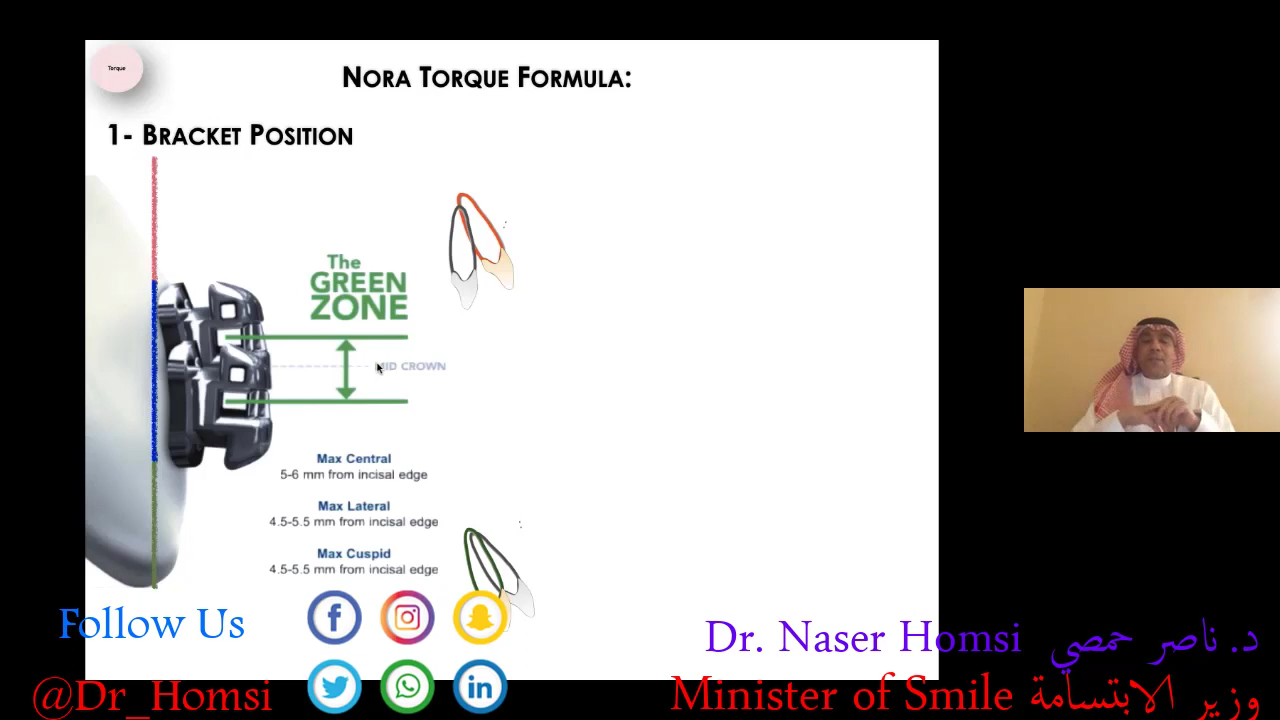 Torque
NORA TORQUE FORMULA:
1- BRACKET POSITION
The
GREEN
ZONE
MID CROWN
Max Central
5-6 mm from incisal edge
Max Lateral
4.5-5.5 mm from incisal edge
Max Cuspid
4.5-5.5 mm from incisal edge
Follow Us
@Dr_Homsi
Dr. Naser Homsi د. ناصر حمصي
Minister of Smile وزير الابتسامة